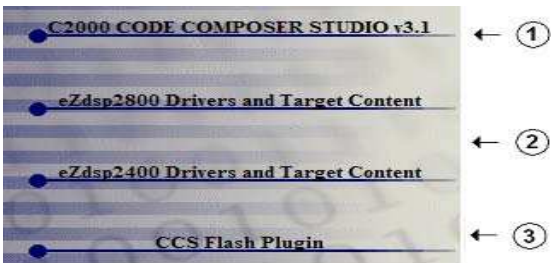 C2000 CODE COMPOSER STUDIO v3.1
1
eZdsp2800 Drivers and Target Content
2
eZdsp2400 Drivers and Target Content
CCS Flash Plugin
3